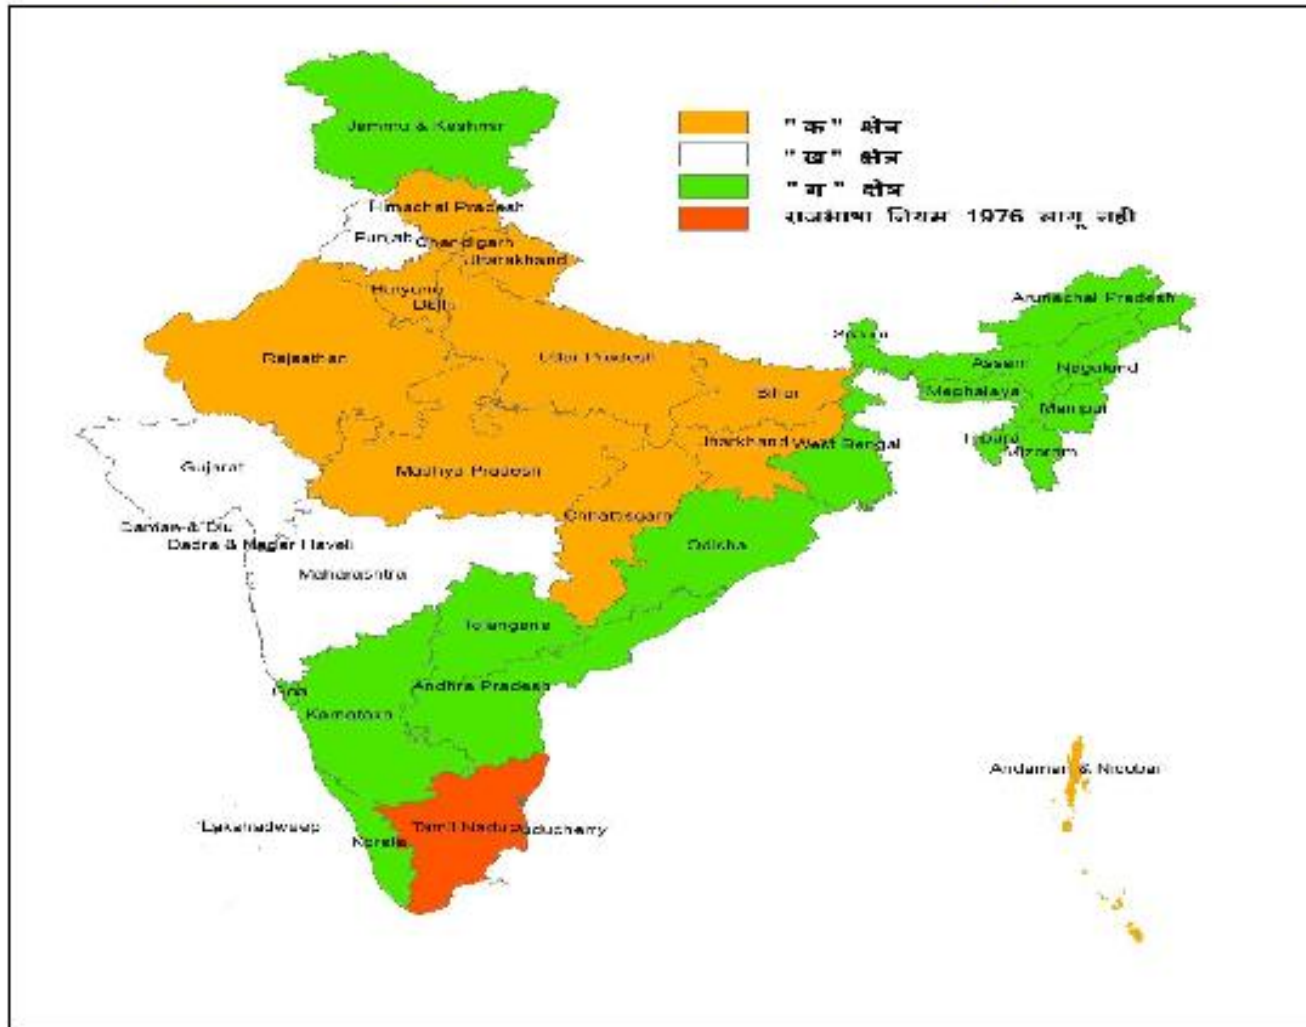 Jammu & Kashmir
"क" क्षेत्र
"ख" क्षेत्र
"ग" क्षेत्र
राजभाषा नियम 1976 लागू नही
Himachal Pradesh
Punjab
Chandigarh
Uttarakhand
Haryana
Delhi
Arunachal Pradesh
Sikkim
Rajasthan
Uttar Pradesh
Assam
Nagaland
Bihar
Meghalaya
Manipur
Jharkhand
West Bengal
Tripura
Mizoram
Gujarat
Madhya Pradesh
Chhattisgarh
Daman & Diu
Dadra & Nagar Haveli
Odisha
Maharashtra
Telangana
Goa
Andhra Pradesh
Karnataka
Andaman & Nicobar
Lakshadweep
Tamil Nadu
Puducherry
Kerala